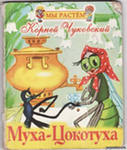 МЫ РАСТЁМ
Корней Чуковский
Муха-Цокотуха